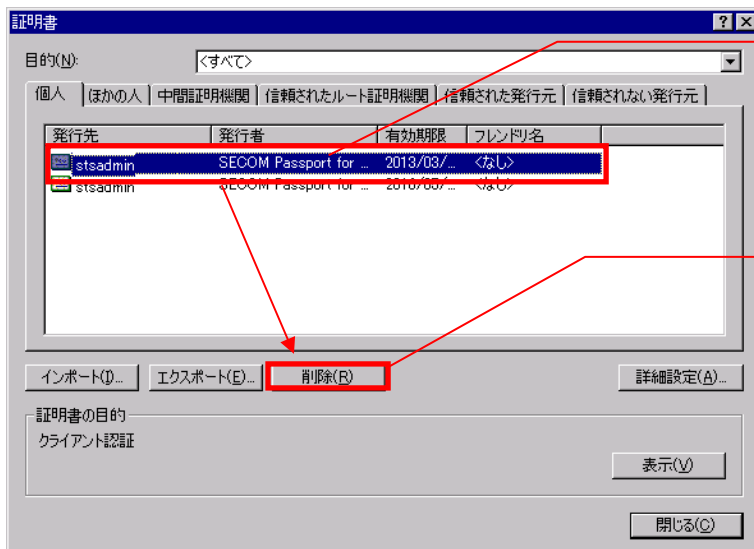 証明書
目的(N): <すべて>
個人 ほかの人 中間証明機関 信頼されたルート証明機関 信頼された発行元 信頼されない発行元
発行先 発行者 有効期限 フレンドリ名
stsadmin SECOM Passport for ... 2013/03/... <なし>
stsadmin SECOM Passport for ... <なし>
インポート(I)... エクスポート(E)... 削除(R) 詳細設定(A)...
証明書の目的
クライアント認証
表示(V)
閉じる(C)